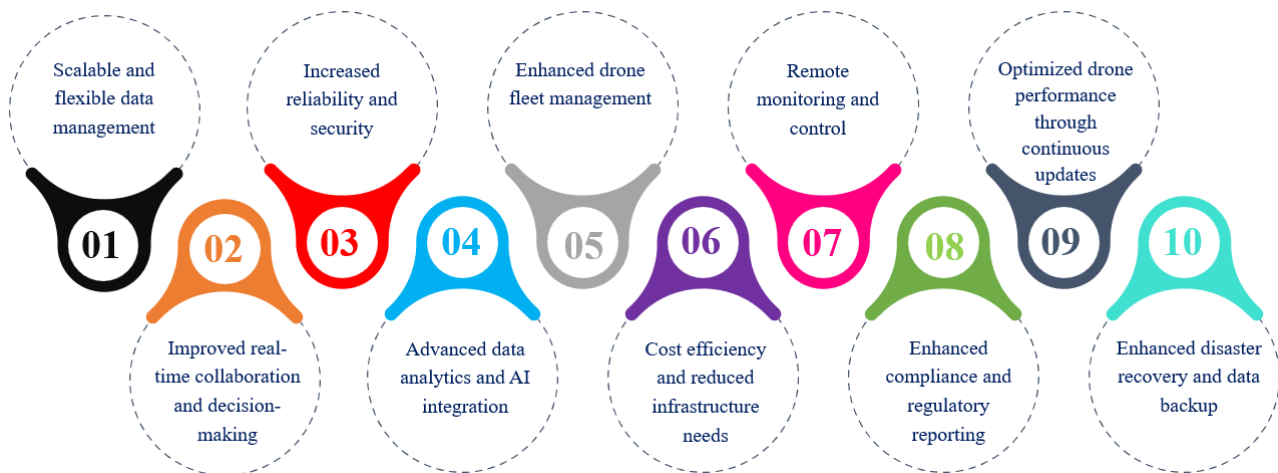 01
Scalable and
flexible data
management
02
Improved real-
time collaboration
and decision-
making
03
Increased
reliability and
security
04
Advanced data
analytics and AI
integration
05
Enhanced drone
fleet management
06
Cost efficiency
and reduced
infrastructure
needs
07
Remote
monitoring and
control
08
Enhanced
compliance and
regulatory
reporting
09
Optimized drone
performance
through
continuous
updates
10
Enhanced disaster
recovery and data
backup